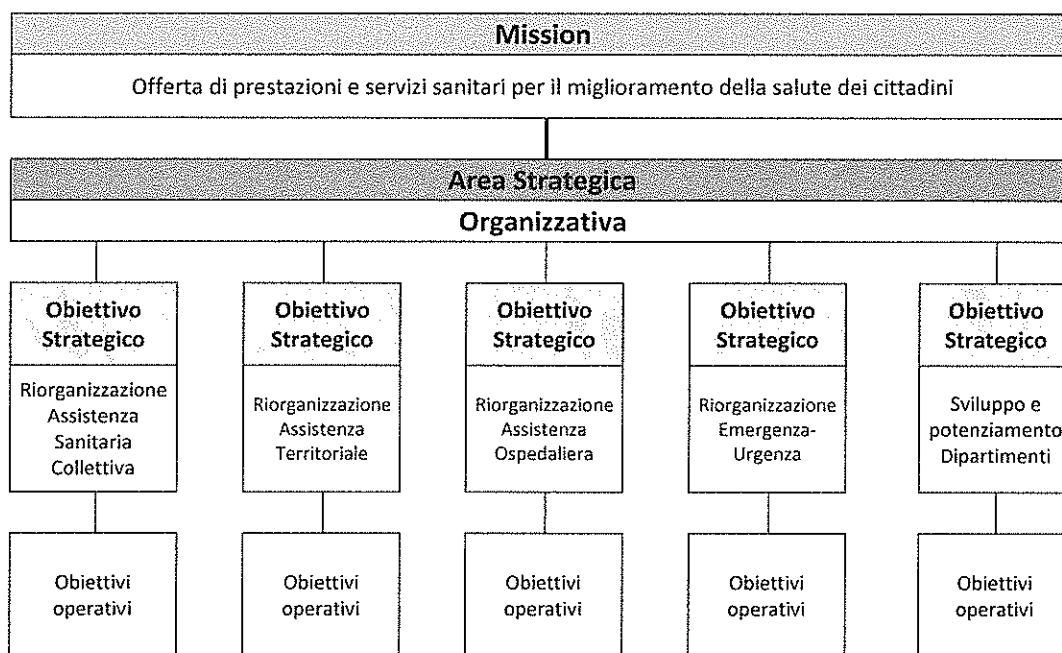 Mission
Offerta di prestazioni e servizi sanitari per il miglioramento della salute dei cittadini
Area Strategica
Organizzativa
Obiettivo
Strategico
Riorganizzazione
Assistenza
Sanitaria
Collettiva
Obiettivi
operativi
Obiettivo
Strategico
Riorganizzazione
Assistenza
Territoriale
Obiettivi
operativi
Obiettivo
Strategico
Riorganizzazione
Assistenza
Ospedaliera
Obiettivi
operativi
Obiettivo
Strategico
Riorganizzazione
Emergenza-
Urgenza
Obiettivi
operativi
Obiettivo
Strategico
Sviluppo e
potenziamento
Dipartimenti
Obiettivi
operativi